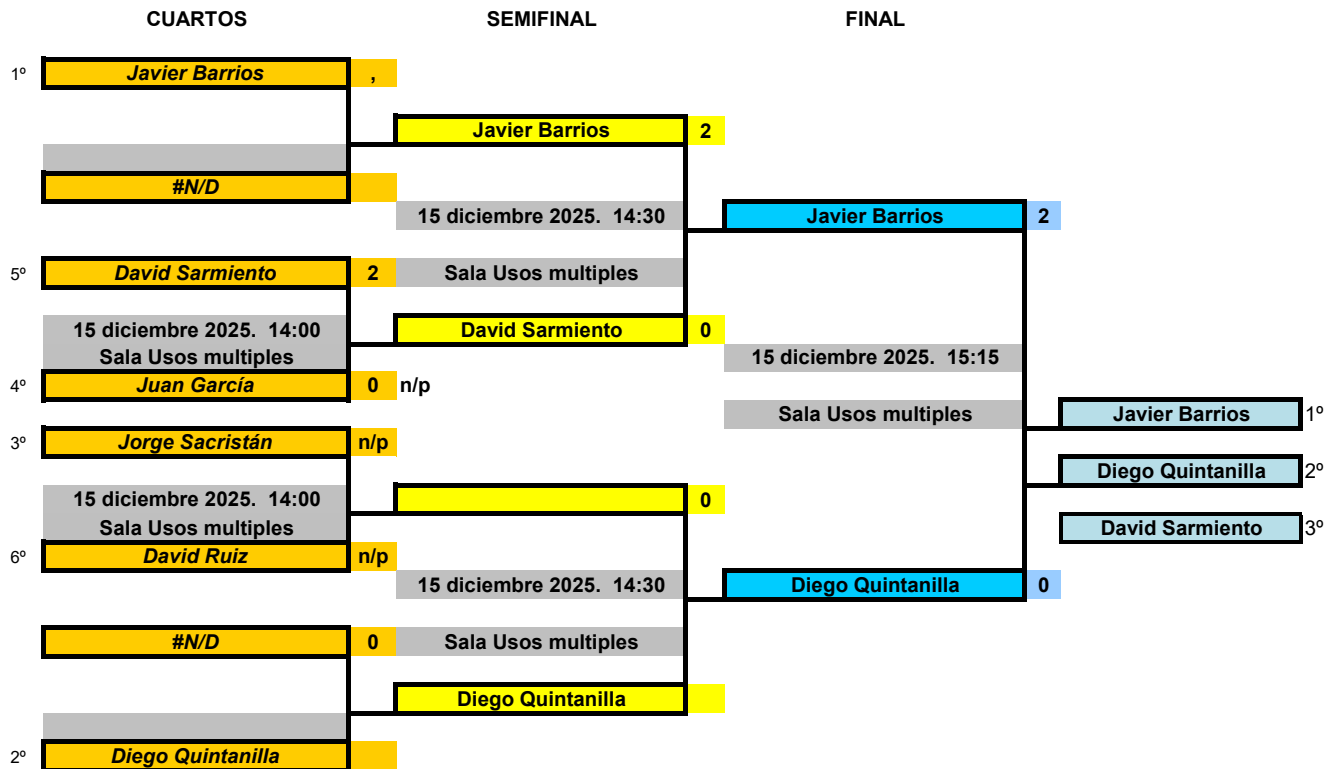 CUARTOS SEMIFINAL FINAL
1º Javier Barrios ,
Javier Barrios 2
#N/D
15 diciembre 2025. 14:30 Javier Barrios 2
5º David Sarmiento 2 Sala Usos multiples
15 diciembre 2025. 14:00 David Sarmiento 0
Sala Usos multiples 15 diciembre 2025. 15:15
4º Juan García 0 n/p
Sala Usos multiples Javier Barrios 1º
3º Jorge Sacristán n/p
Diego Quintanilla 2º
15 diciembre 2025. 14:00 0
Sala Usos multiples David Sarmiento 3º
6º David Ruiz n/p
15 diciembre 2025. 14:30 Diego Quintanilla 0
#N/D 0 Sala Usos multiples
Diego Quintanilla
2º Diego Quintanilla